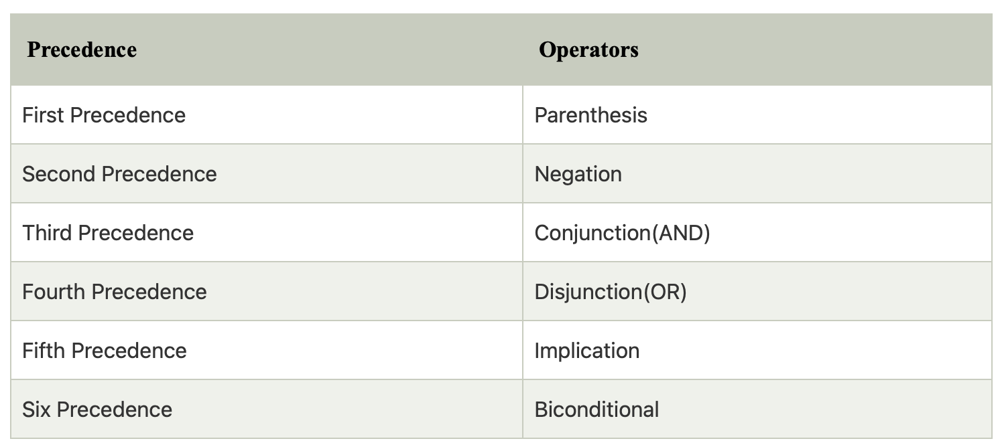 Precedence Operators
First Precedence Parenthesis
Second Precedence Negation
Third Precedence Conjunction(AND)
Fourth Precedence Disjunction(OR)
Fifth Precedence Implication
Six Precedence Biconditional